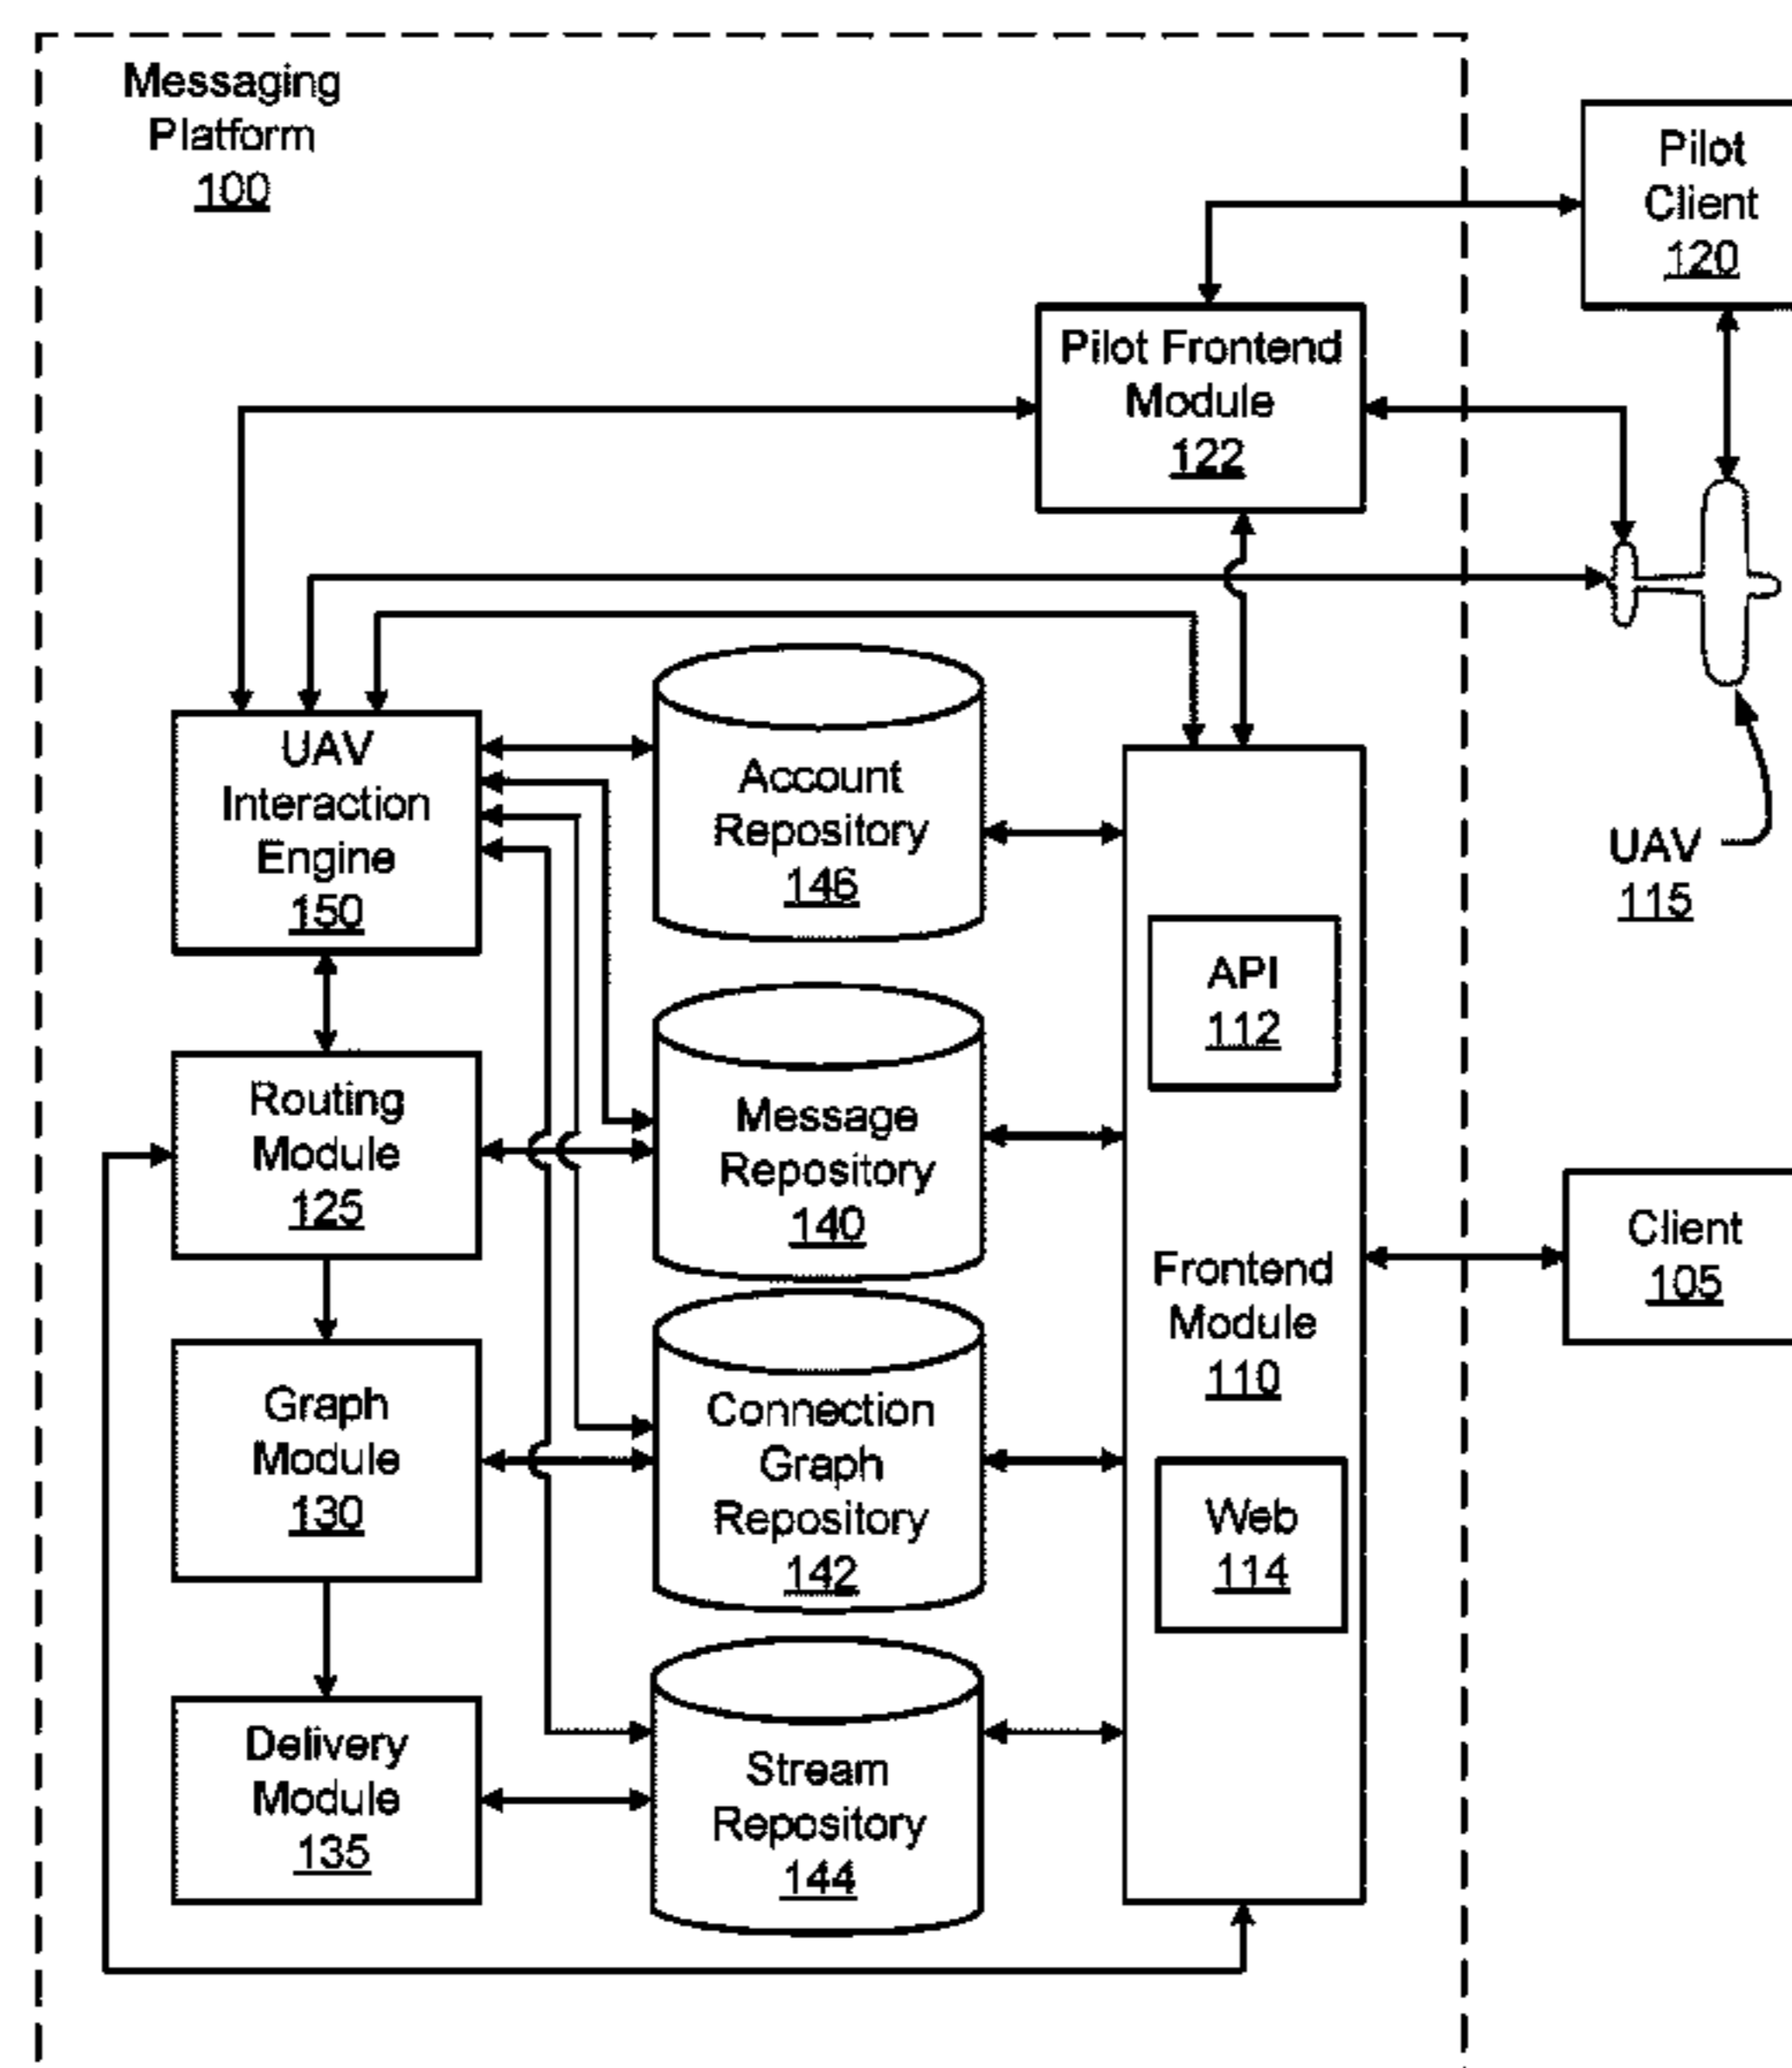 Messaging
Platform
100
Pilot
Client
120
Pilot Frontend
Module
122
UAV
Interaction
Engine
150
Account
Repository
146
UAV
115
API
112
Routing
Module
125
Message
Repository
140
Client
105
Frontend
Module
110
Graph
Module
130
Connection
Graph
Repository
142
Web
114
Delivery
Module
135
Stream
Repository
144